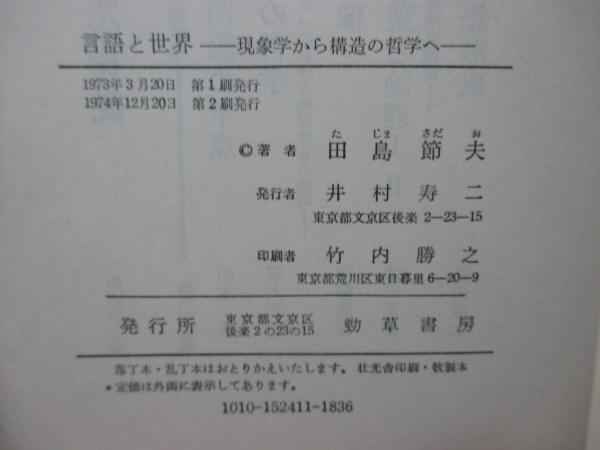 言語と世界——現象学から構造の哲学へ——
1973年3月20日 第1刷発行
1974年12月20日 第2刷発行
た じま さだ お
©著者 田島節夫
発行者 井村寿二
東京都文京区後楽 2—23—15
印刷者 竹内勝之
東京都荒川区東日暮里 6—20—9
発行所 東京都文京区 勁草書房
後楽2の23の15
落丁本・乱丁本はおとりかえいたします。 壮光舎印刷・牧製本
・定価は外函に表示してあります。
1010-152411-1836